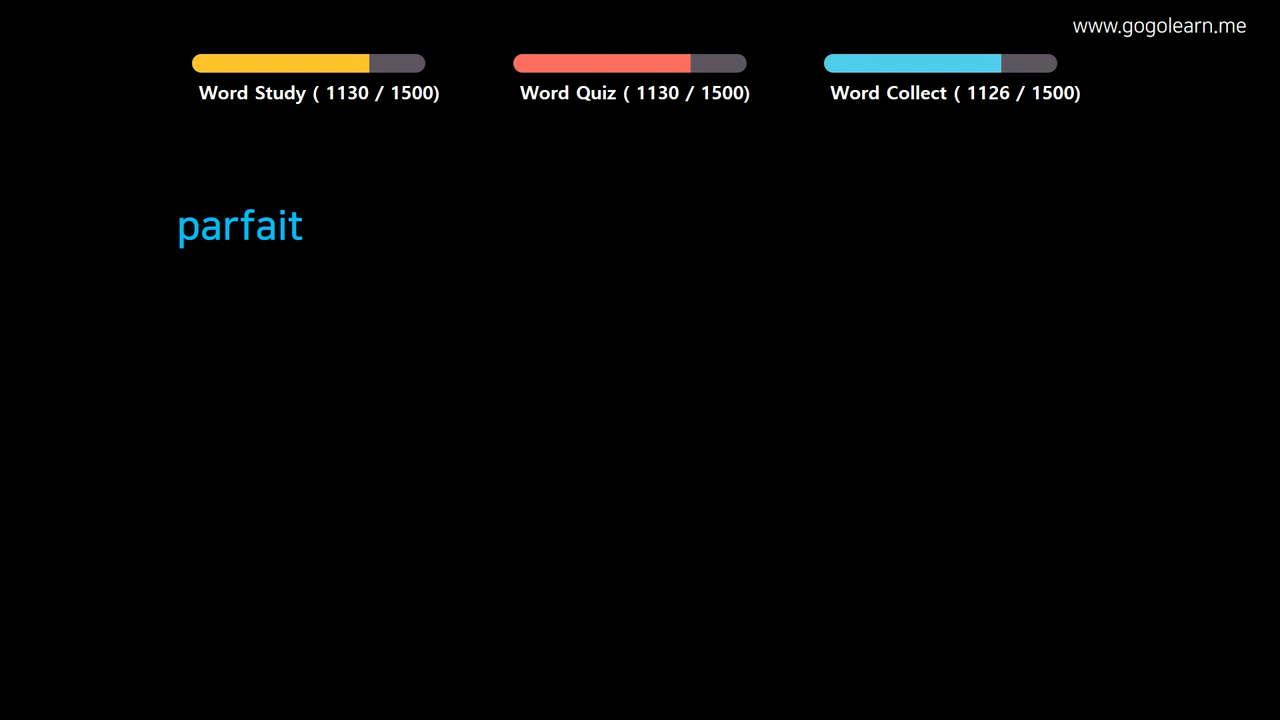 www.gogolearn.me
Word Study ( 1130 / 1500)
Word Quiz ( 1130 / 1500)
Word Collect ( 1126 / 1500)
parfait